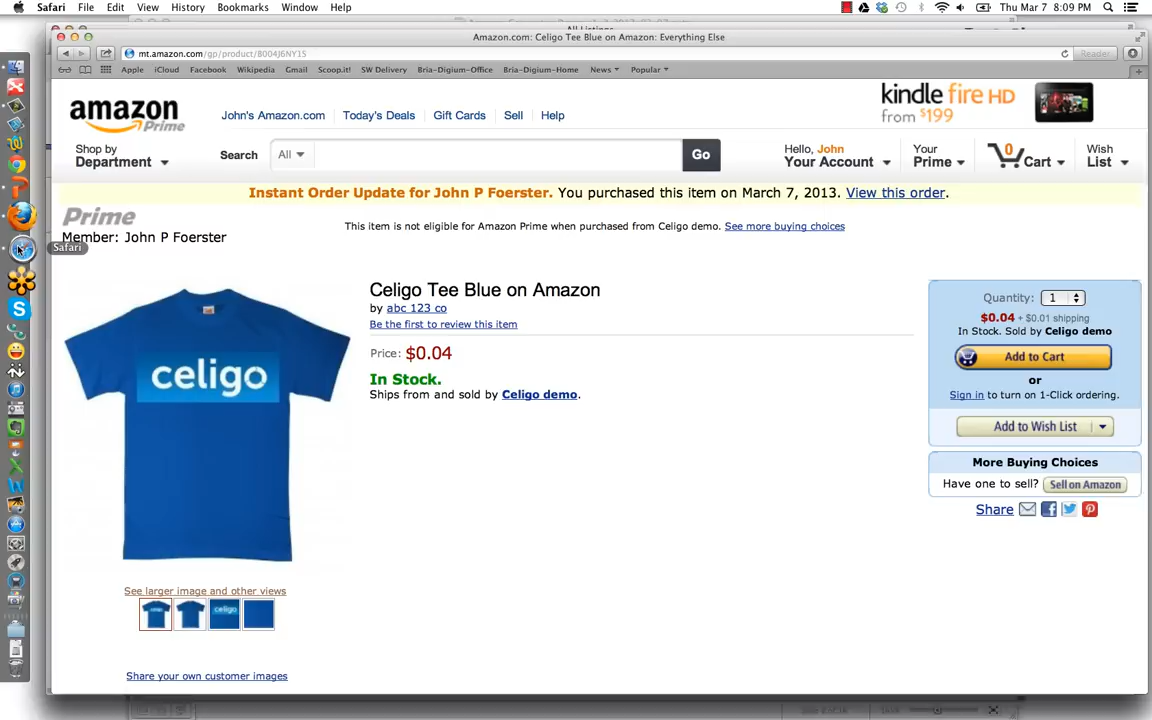 Safari File Edit View History Bookmarks Window Help Thu Mar 7 8:09 PM
Amazon.com: Celigo Tee Blue on Amazon: Everything Else
mt.amazon.com/gp/product/B004J6NY1S Reader
Apple iCloud Facebook Wikipedia Gmail Scoop.it! SW Delivery Bria-Digium-Office Bria-Digium-Home News Popular
amazon Prime
John's Amazon.com Today's Deals Gift Cards Sell Help
kindle fire HD
from $199
Shop by
Department
Search All Go
Hello, John
Your Account
Your
Prime
0
Cart
Wish
List
Instant Order Update for John P Foerster. You purchased this item on March 7, 2013. View this order.
Prime
Member: John P Foerster
Safari
This item is not eligible for Amazon Prime when purchased from Celigo demo. See more buying choices
celigo
Celigo Tee Blue on Amazon
by abc 123 co
Be the first to review this item
Price: $0.04
In Stock.
Ships from and sold by Celigo demo.
Quantity: 1
$0.04 + $0.01 shipping
In Stock. Sold by Celigo demo
Add to Cart
or
Sign in to turn on 1-Click ordering.
Add to Wish List
More Buying Choices
Have one to sell? Sell on Amazon
Share
See larger image and other views
celigo
Share your own customer images